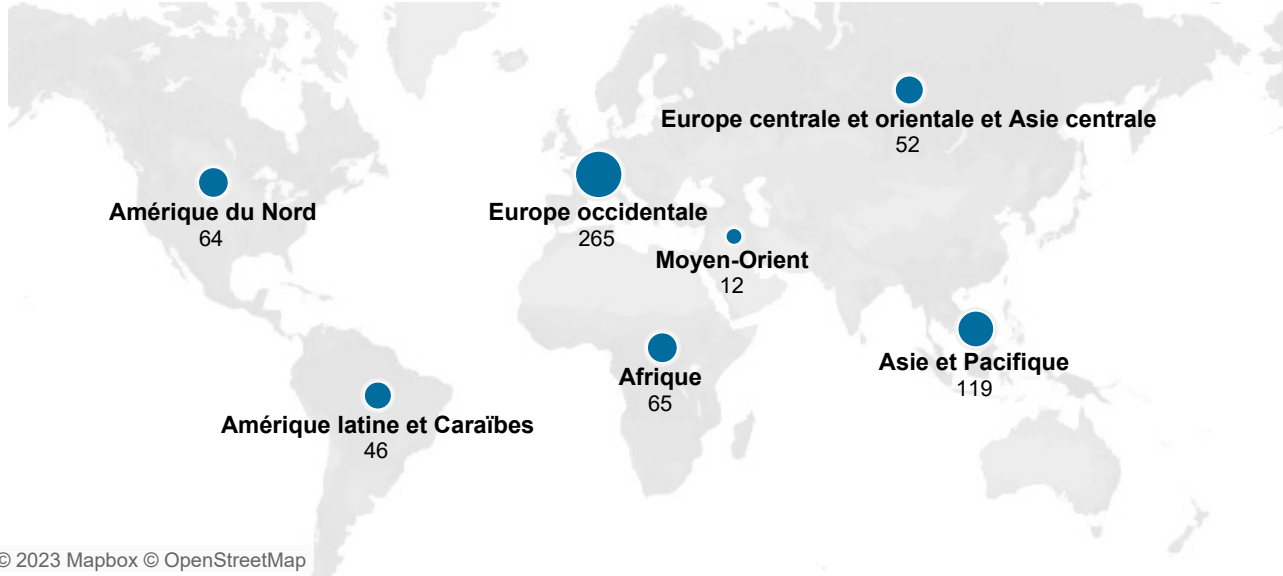 Europe centrale et orientale et Asie centrale
52
Amérique du Nord
64
Europe occidentale
265
Moyen-Orient
12
Asie et Pacifique
119
Afrique
65
Amérique latine et Caraïbes
46
© 2023 Mapbox © OpenStreetMap